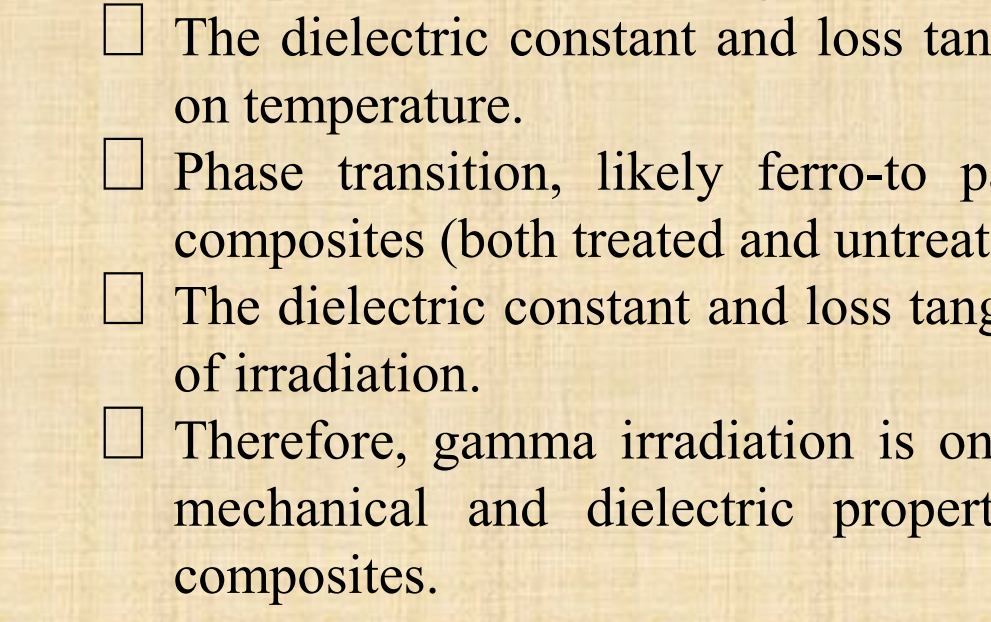 The dielectric constant and loss tan
on temperature.
Phase transition, likely ferro-to p
composites (both treated and untreat
The dielectric constant and loss tang
of irradiation.
Therefore, gamma irradiation is on
mechanical and dielectric propert
composites.